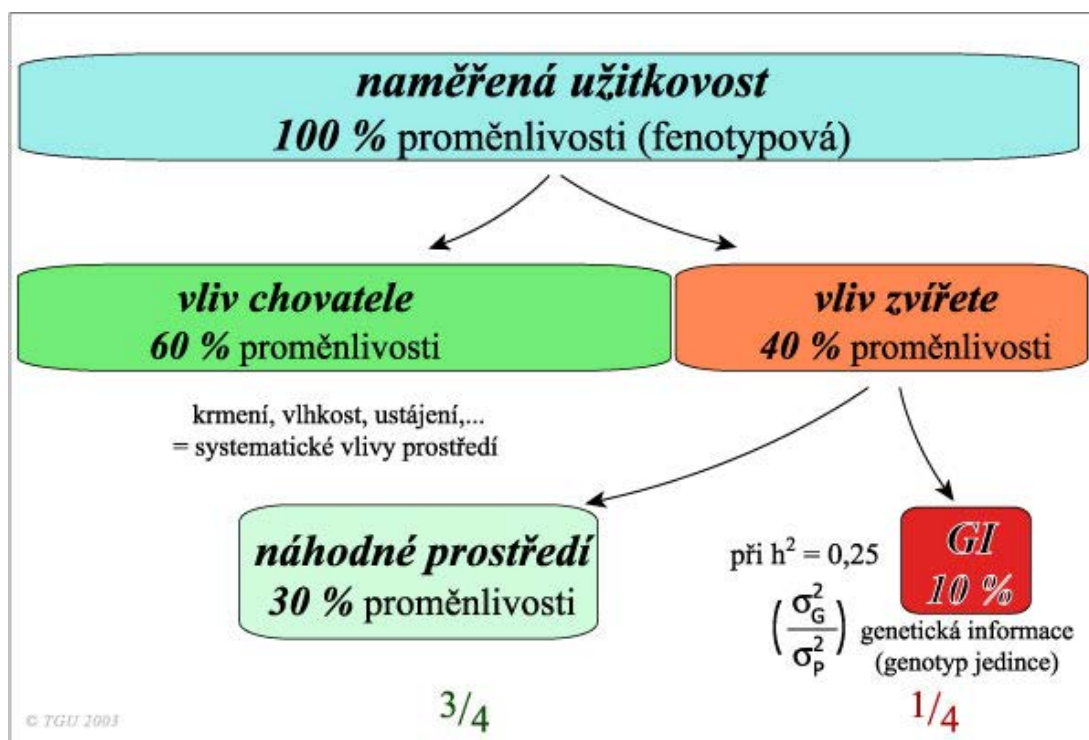 naměřená užitkovost
100 % proměnlivosti (fenotypová)
vliv chovatele
60 % proměnlivosti
vliv zvířete
40 % proměnlivosti
krmení, vlhkost, ustájení,...
= systematické vlivy prostředí
náhodné prostředí
30 % proměnlivosti
při h² = 0,25
(σ²G / σ²P)
GI
10 %
genetická informace
(genotyp jedince)
3/4
1/4
© TGU 2003